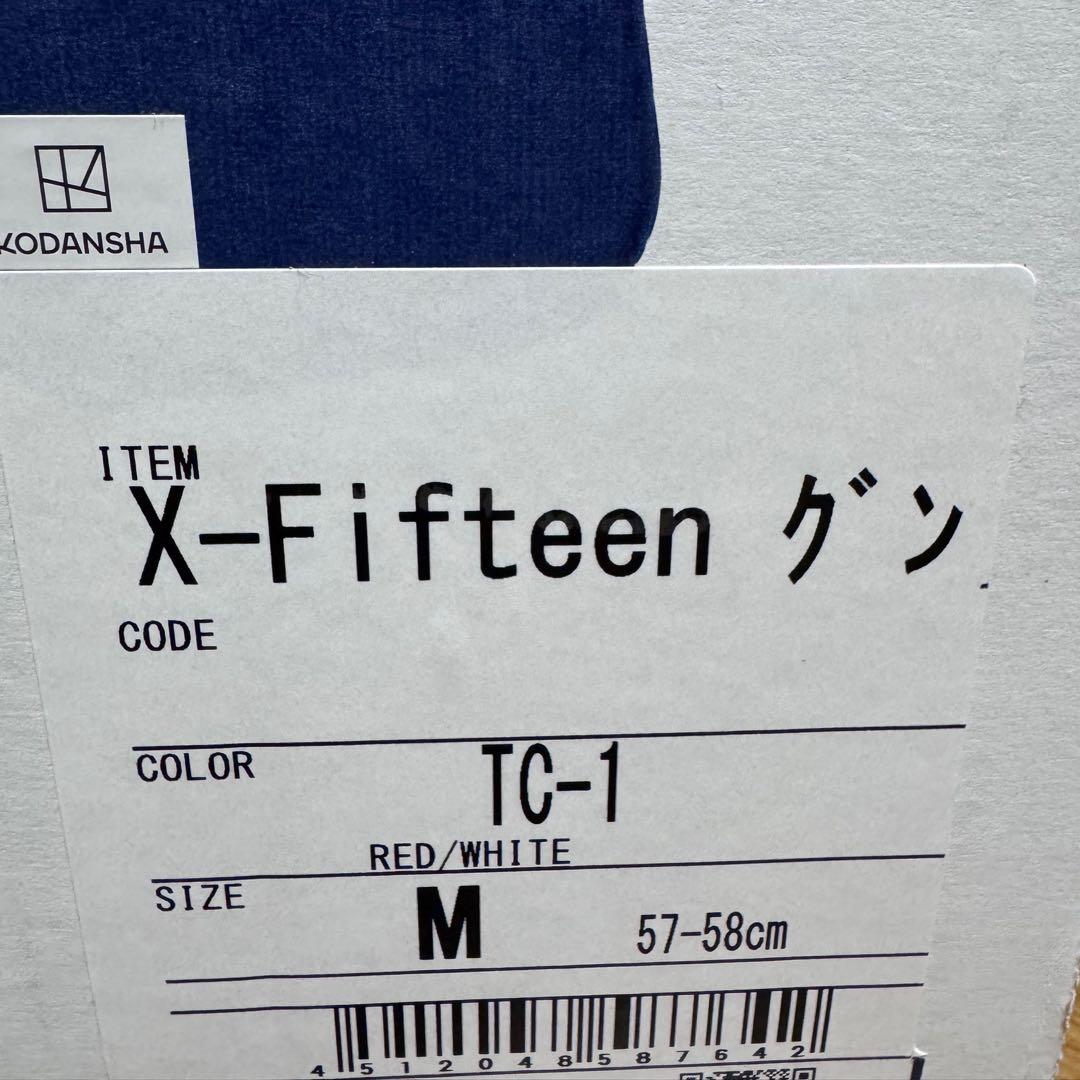 KODANSHA
ITEM
X-Fifteen グン
CODE
COLOR
TC-1
RED/WHITE
SIZE
M 57-58cm
4512048587642